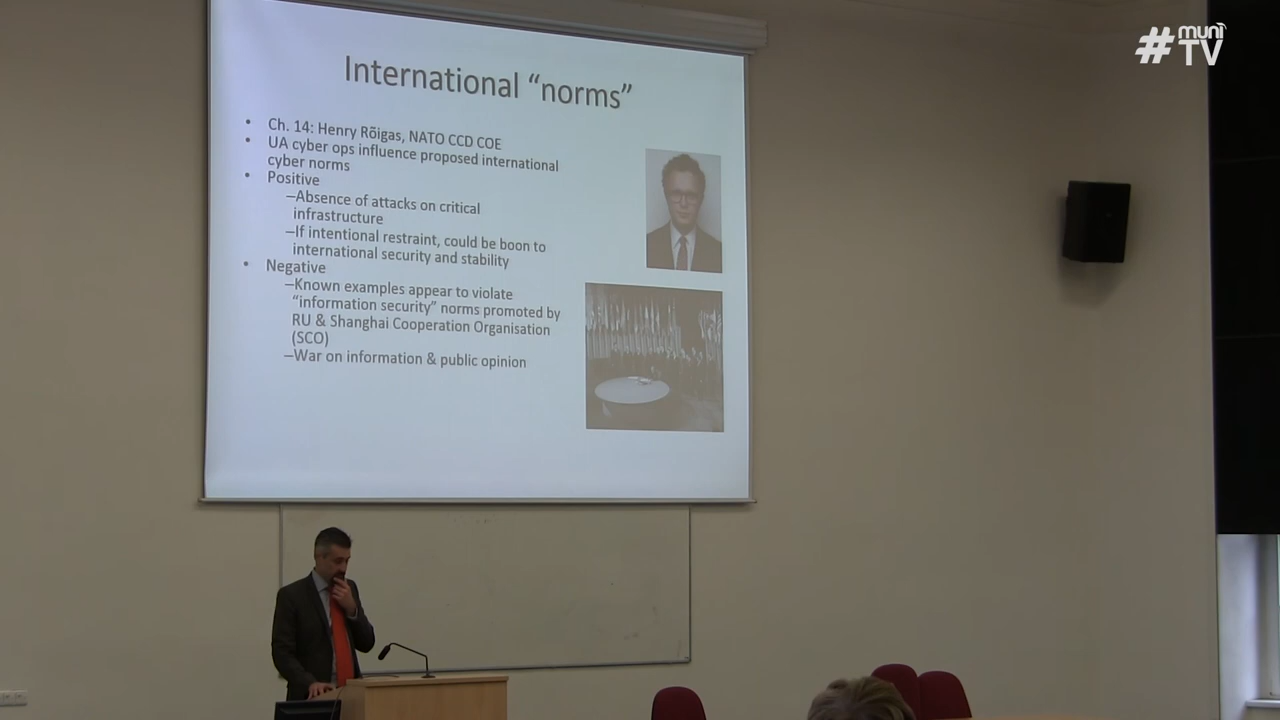 #muni
TV
International “norms”
• Ch. 14: Henry Rõigas, NATO CCD COE
• UA cyber ops influence proposed international
cyber norms
• Positive
–Absence of attacks on critical
infrastructure
–If intentional restraint, could be boon to
international security and stability
• Negative
–Known examples appear to violate
“information security” norms promoted by
RU & Shanghai Cooperation Organisation
(SCO)
–War on information & public opinion